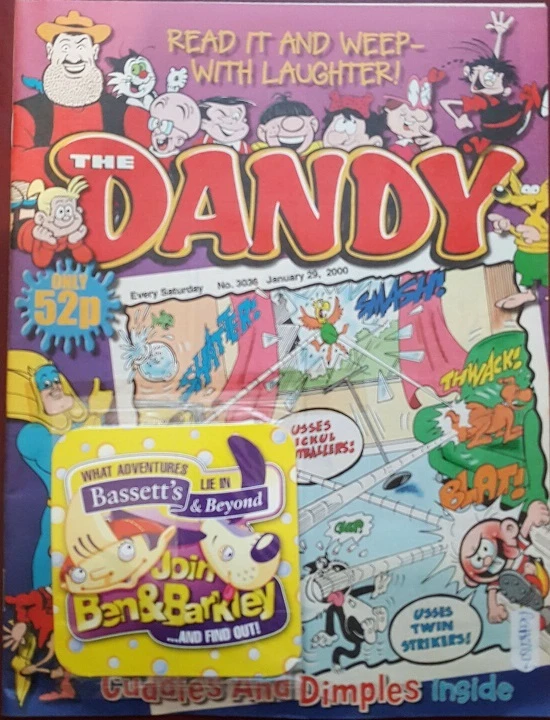 READ IT AND WEEP-
WITH LAUGHTER!
THE
DANDY
ONLY
52p
Every Saturday No. 3036 January 29, 2000
SHATTER!
SMASH!
THWACK!
BLAT!
USSES
WHAT ADVENTURES
LIE IN
Bassett's
& Beyond
Join
Ben&Barkley
...AND FIND OUT!
USSES
TWIN
STRIKERS!
Cuddles And Dimples Inside